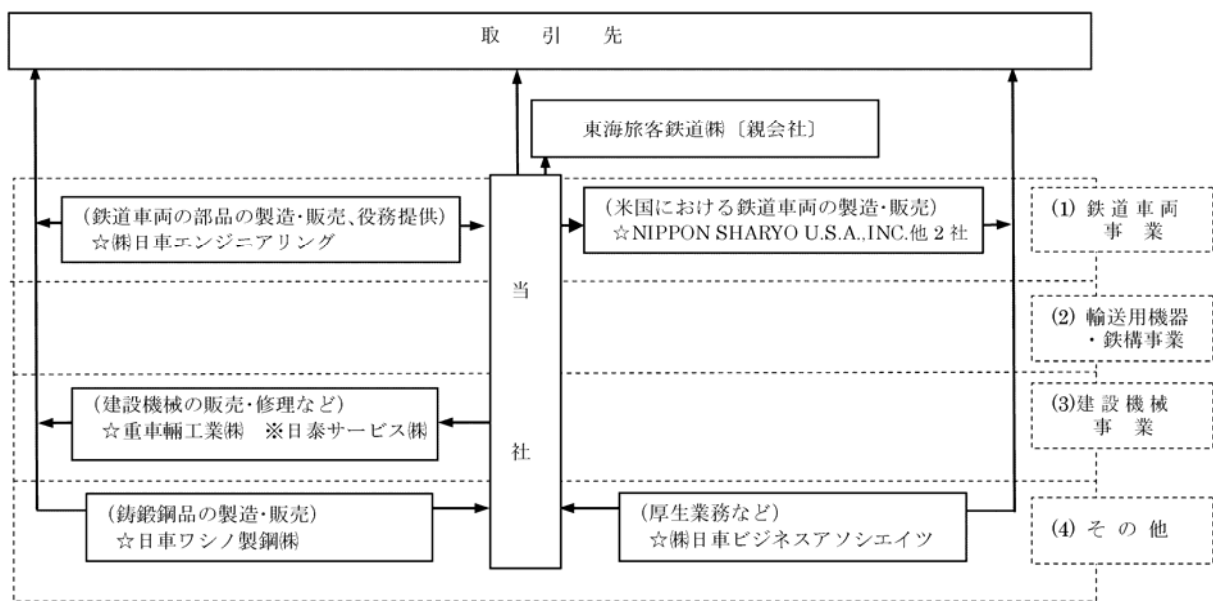 取 引 先
東海旅客鉄道㈱〔親会社〕
(鉄道車両の部品の製造･販売、役務提供)
☆㈱日車エンジニアリング
(米国における鉄道車両の製造･販売)
☆NIPPON SHARYO U.S.A.,INC.他２社
(1) 鉄 道 車 両
事 業
当
社
(2) 輸送用機器
・鉄構事業
(建設機械の販売･修理など)
☆重車輛工業㈱ ※日泰サービス㈱
(3)建 設 機 械
事 業
(鋳鍛鋼品の製造･販売)
☆日車ワシノ製鋼㈱
(厚生業務など)
☆㈱日車ビジネスアソシエイツ
(4) そ の 他